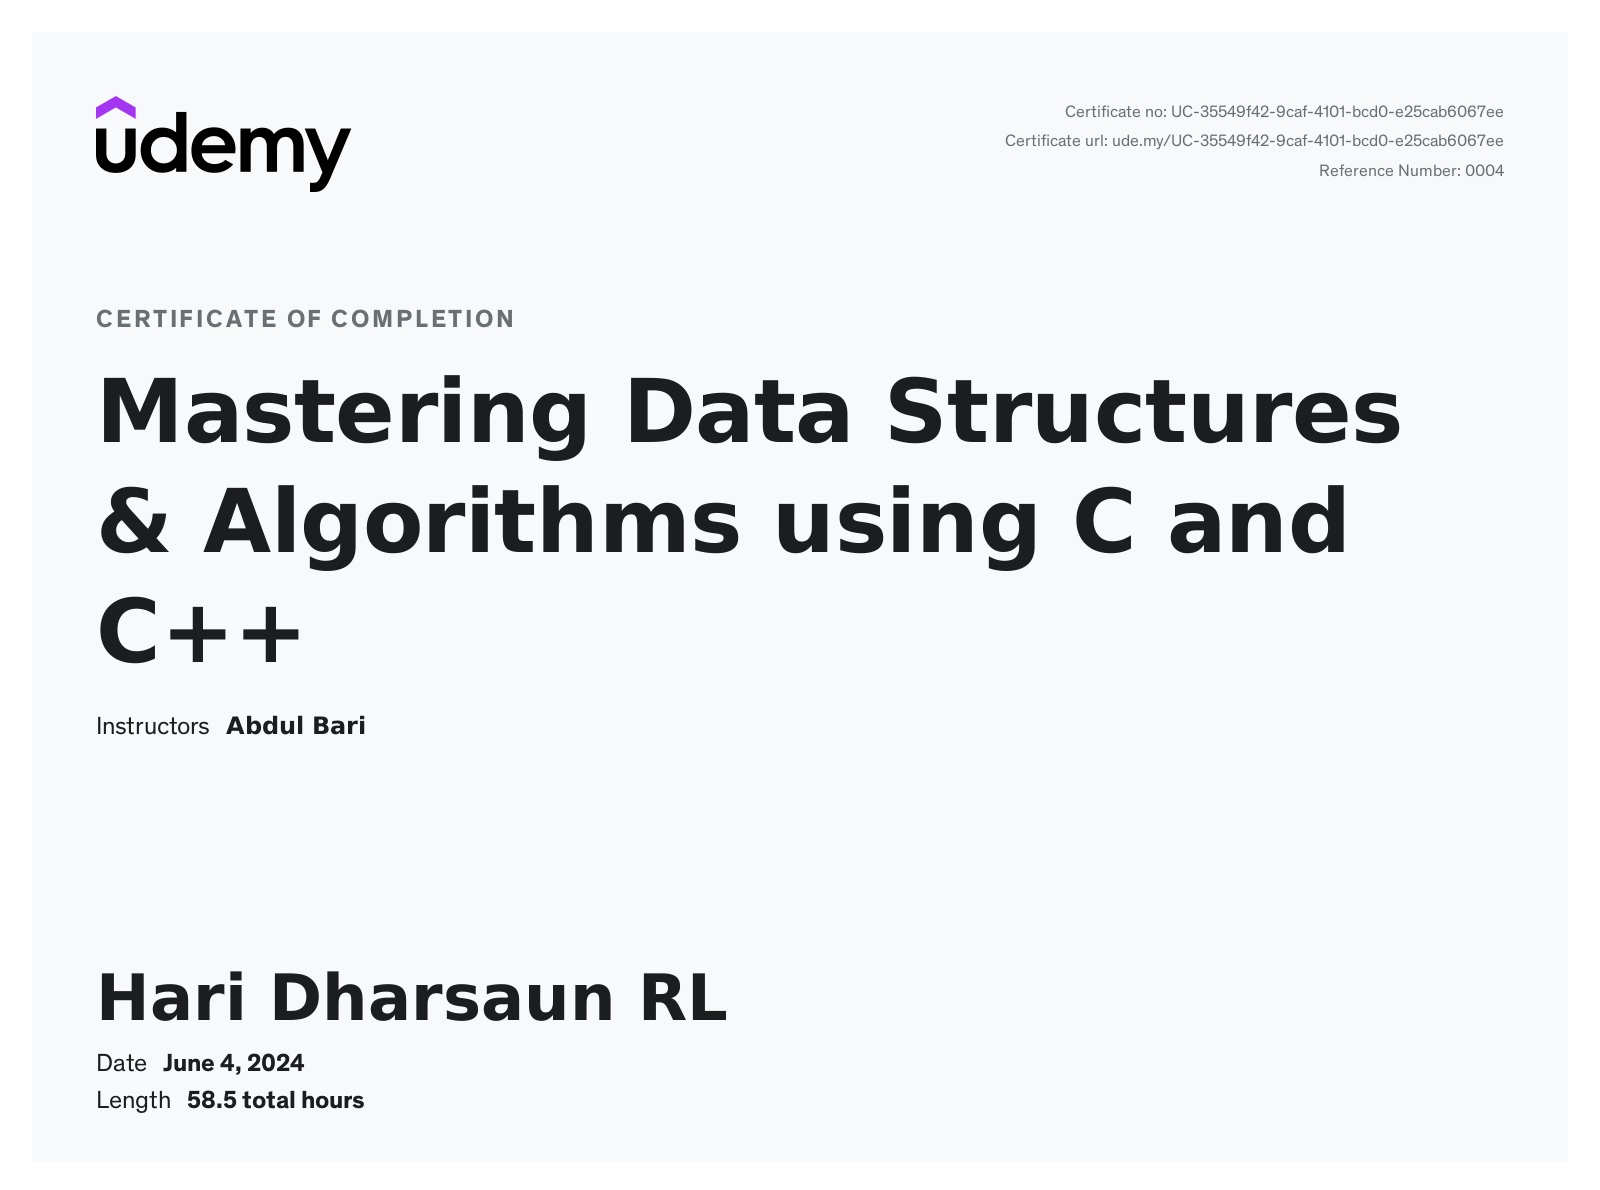 udemy
Certificate no: UC-35549f42-9caf-4101-bcd0-e25cab6067ee
Certificate url: ude.my/UC-35549f42-9caf-4101-bcd0-e25cab6067ee
Reference Number: 0004
CERTIFICATE OF COMPLETION
Mastering Data Structures
& Algorithms using C and
C++
Instructors Abdul Bari
Hari Dharsaun RL
Date June 4, 2024
Length 58.5 total hours